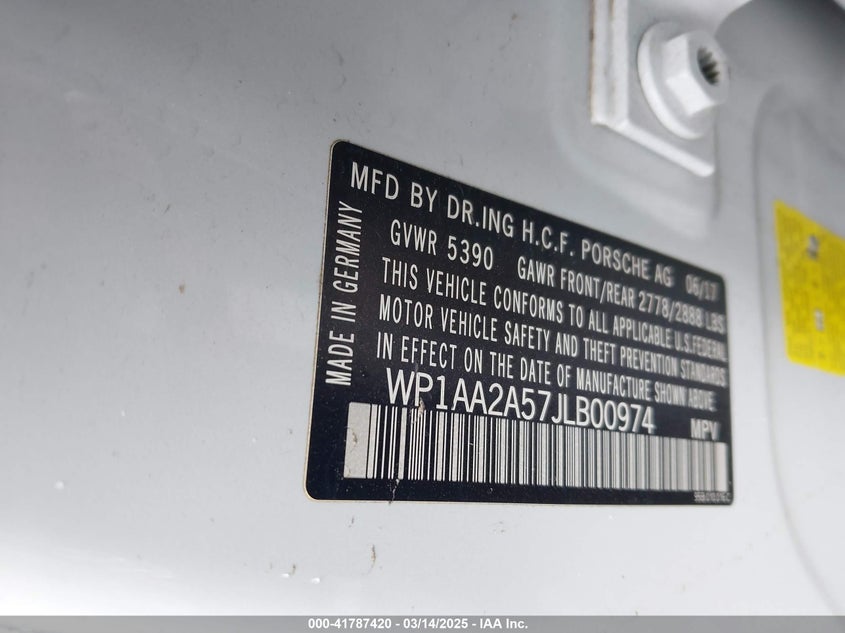 MFD BY DR.ING H.C.F. PORSCHE AG 06/17
GVWR 5390 GAWR FRONT/REAR 2778/2888 LBS
THIS VEHICLE CONFORMS TO ALL APPLICABLE U.S.FEDERAL
MOTOR VEHICLE SAFETY AND THEFT PREVENTION STANDARDS
IN EFFECT ON THE DATE OF MANUFACTURE SHOWN ABOVE.
MADE IN GERMANY
WP1AA2A57JLB00974
MPV
000-41787420 - 03/14/2025 - IAA Inc.